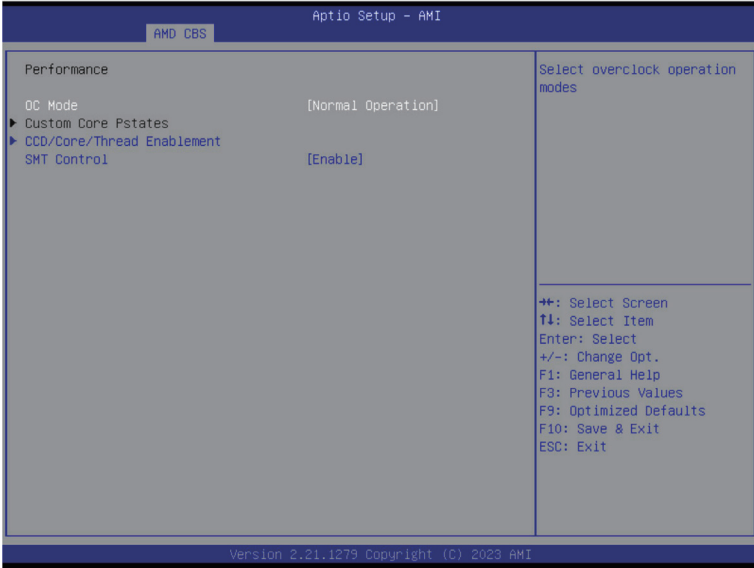 Aptio Setup – AMI
AMD CBS
Performance
OC Mode [Normal Operation]
Custom Core Pstates
CCD/Core/Thread Enablement
SMT Control [Enable]
Select overclock operation
modes
→←: Select Screen
↑↓: Select Item
Enter: Select
+/-: Change Opt.
F1: General Help
F3: Previous Values
F9: Optimized Defaults
F10: Save & Exit
ESC: Exit
Version 2.21.1279 Copyright (C) 2023 AMI